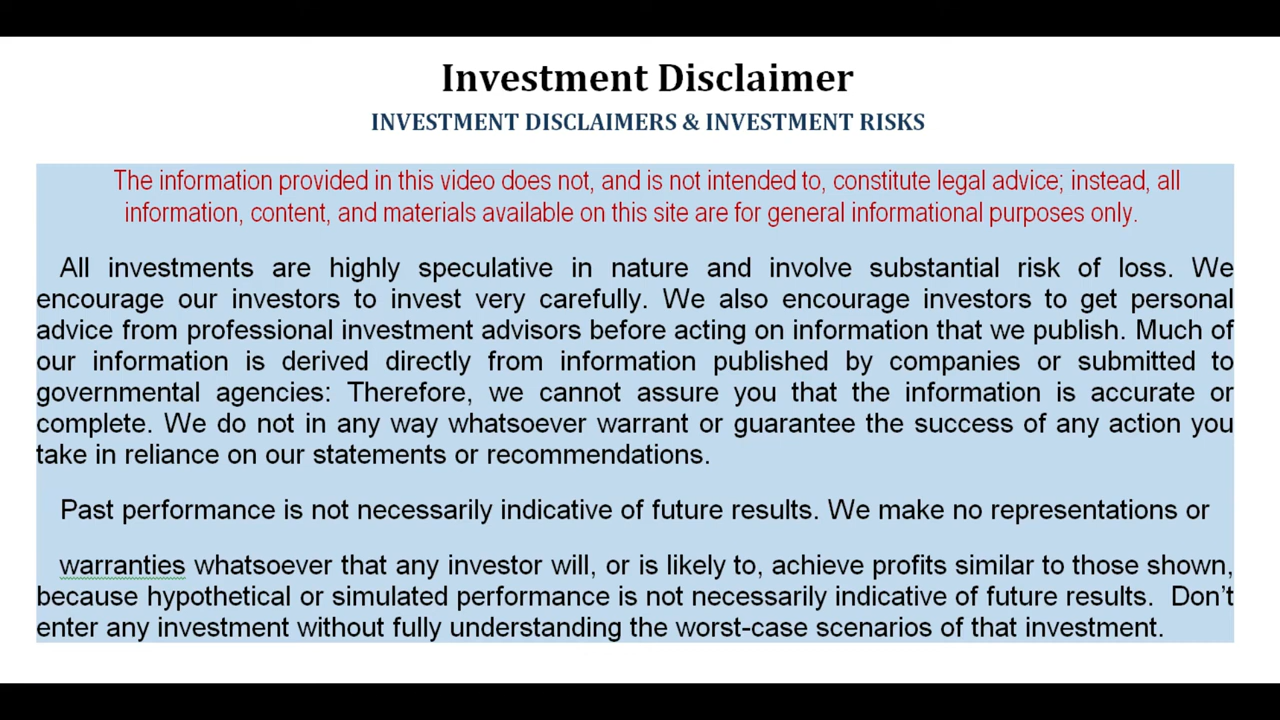 Investment Disclaimer
INVESTMENT DISCLAIMERS & INVESTMENT RISKS
The information provided in this video does not, and is not intended to, constitute legal advice; instead, all
information, content, and materials available on this site are for general informational purposes only.
All investments are highly speculative in nature and involve substantial risk of loss. We
encourage our investors to invest very carefully. We also encourage investors to get personal
advice from professional investment advisors before acting on information that we publish. Much of
our information is derived directly from information published by companies or submitted to
governmental agencies: Therefore, we cannot assure you that the information is accurate or
complete. We do not in any way whatsoever warrant or guarantee the success of any action you
take in reliance on our statements or recommendations.
Past performance is not necessarily indicative of future results. We make no representations or
warranties whatsoever that any investor will, or is likely to, achieve profits similar to those shown,
because hypothetical or simulated performance is not necessarily indicative of future results. Don’t
enter any investment without fully understanding the worst-case scenarios of that investment.